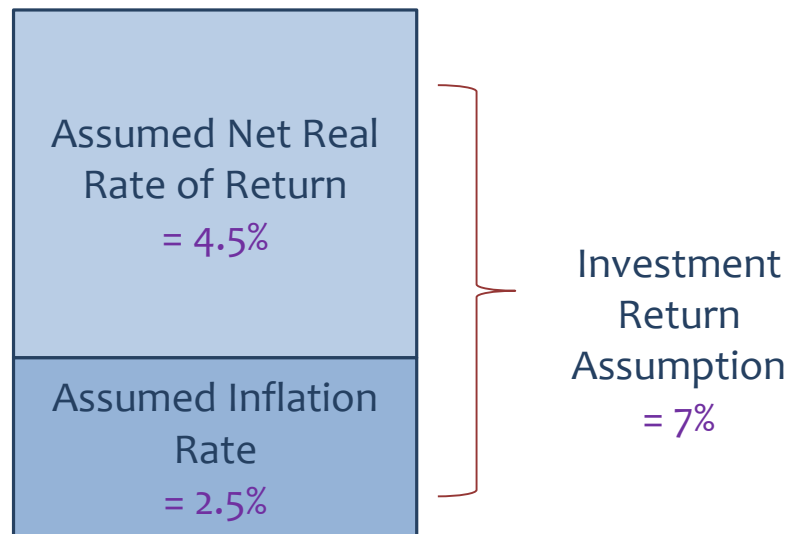 Assumed Net Real
Rate of Return
= 4.5%
Assumed Inflation
Rate
= 2.5%
Investment
Return
Assumption
= 7%